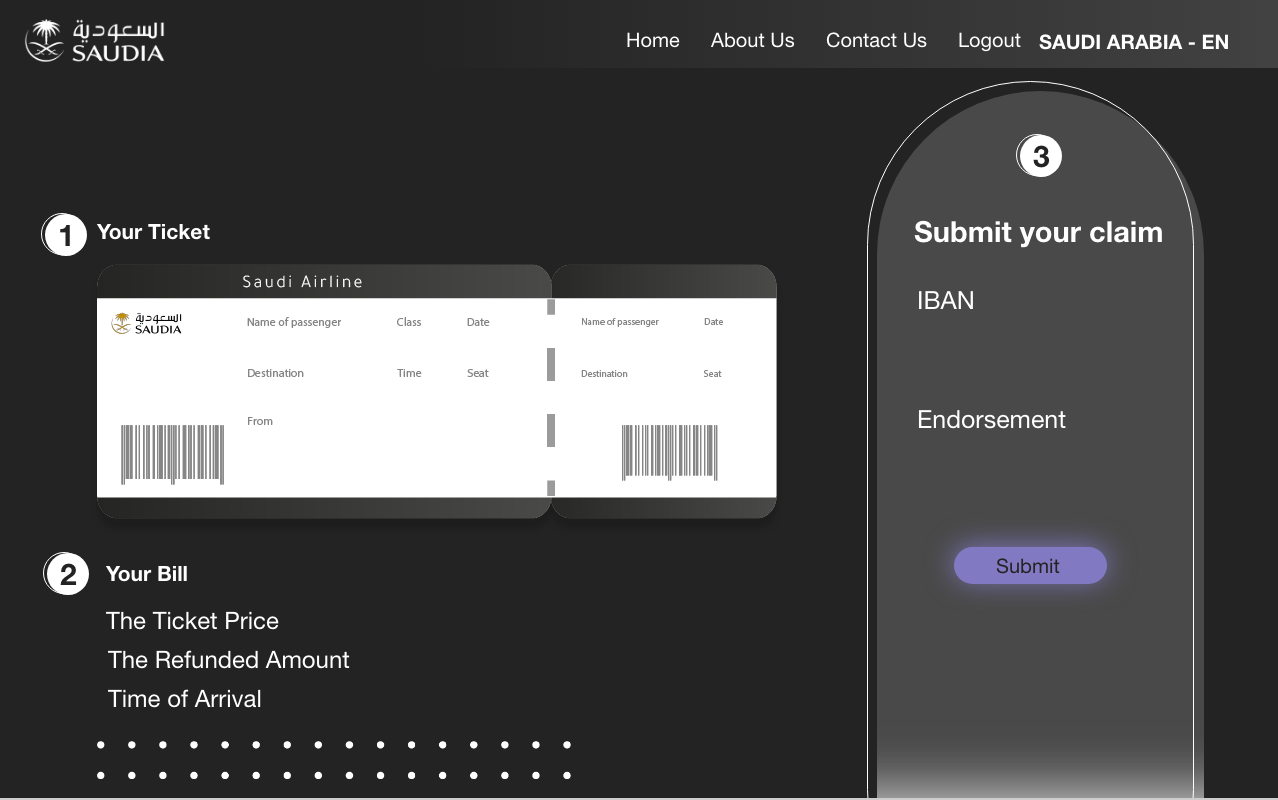 السعودية
SAUDIA
Home About Us Contact Us Logout SAUDI ARABIA - EN
1 Your Ticket
Saudi Airline
السعودية
SAUDIA
Name of passenger Class Date
Destination Time Seat
From
Name of passenger Date
Destination Seat
2 Your Bill
The Ticket Price
The Refunded Amount
Time of Arrival
3
Submit your claim
IBAN
Endorsement
Submit